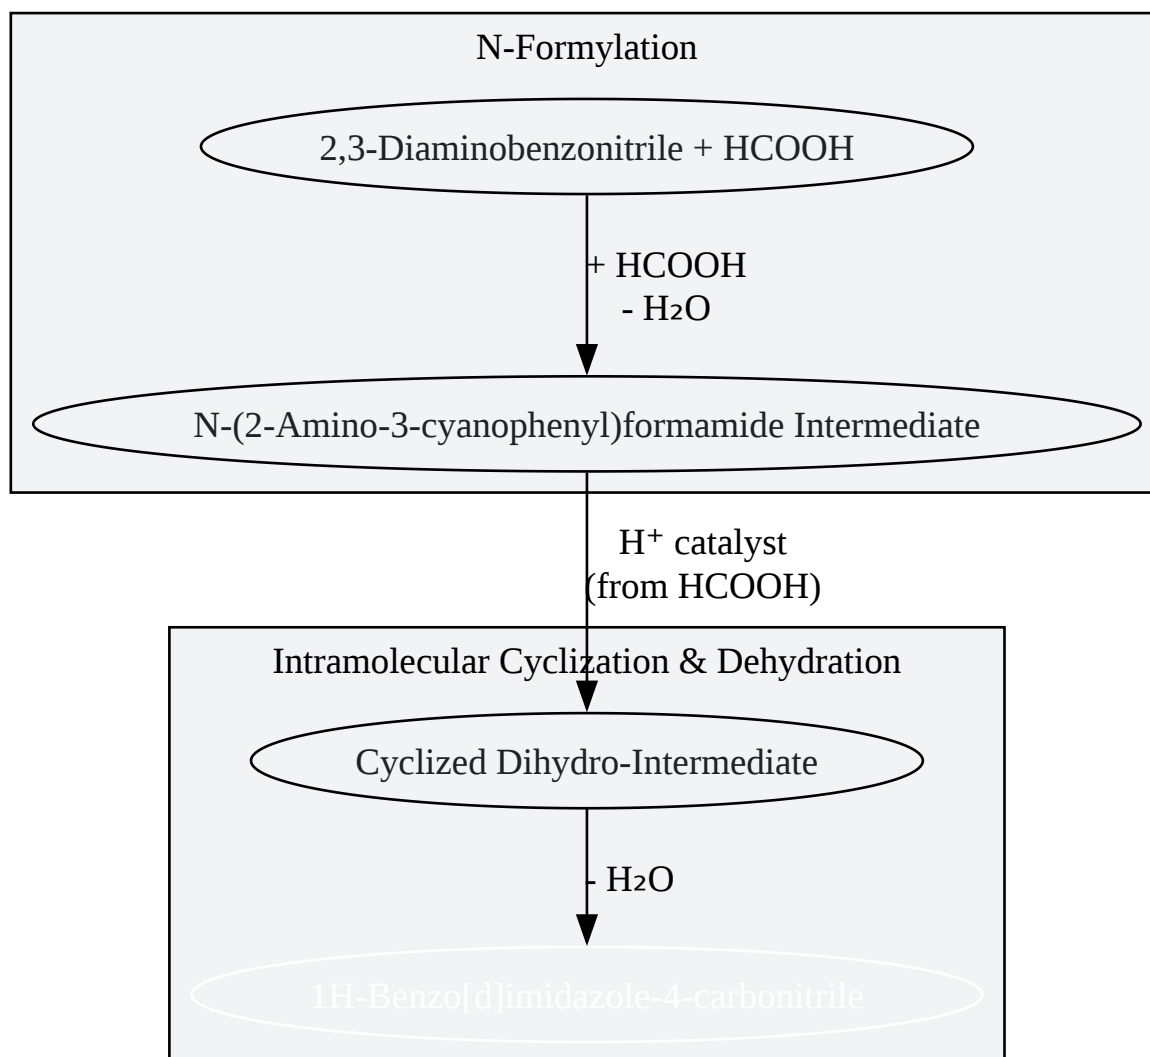 N-Formylation
2,3-Diaminobenzonitrile + HCOOH
+ HCOOH
- H₂O
N-(2-Amino-3-cyanophenyl)formamide Intermediate
H⁺ catalyst
(from HCOOH)
Intramolecular Cyclization & Dehydration
Cyclized Dihydro-Intermediate
- H₂O
1H-Benzo[d]imidazole-4-carbonitrile